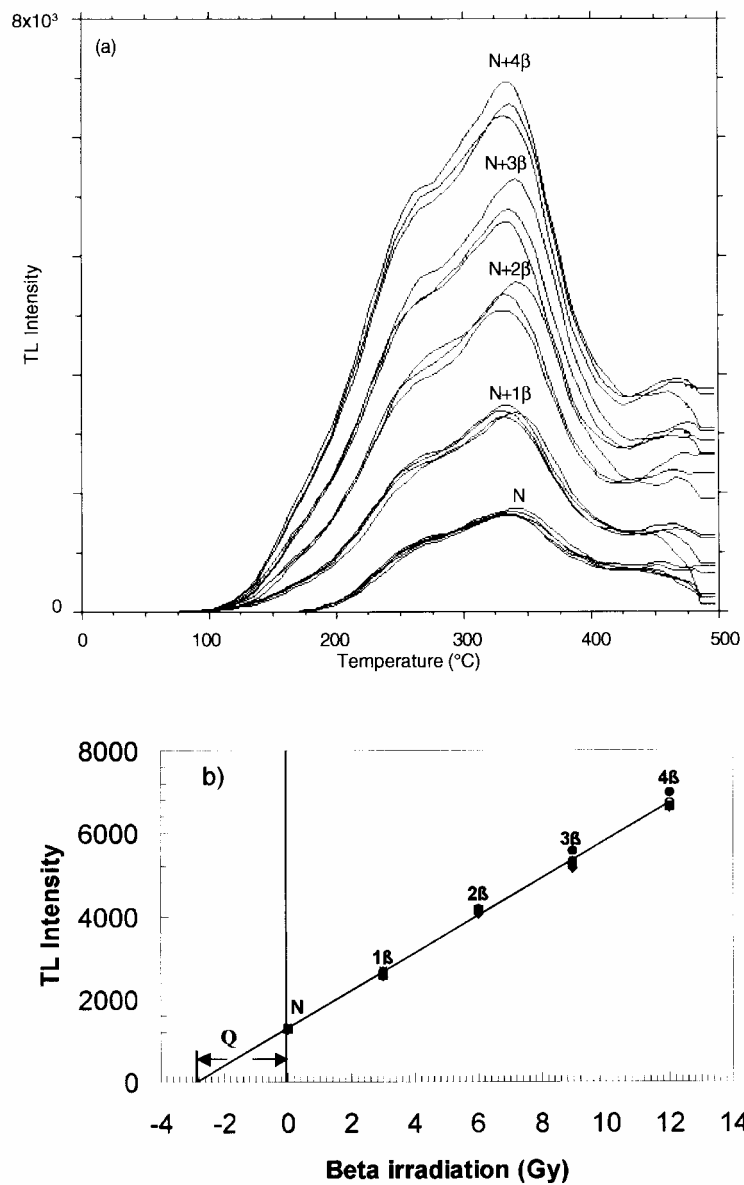 8x10³
(a)
N+4β
N+3β
N+2β
N+1β
N
TL Intensity
0
0 100 200 300 400 500
Temperature (°C)
8000
b)
4ß
6000
3ß
TL Intensity
4000
2ß
2000
1ß
N
Q
0
-4 -2 0 2 4 6 8 10 12 14
Beta irradiation (Gy)